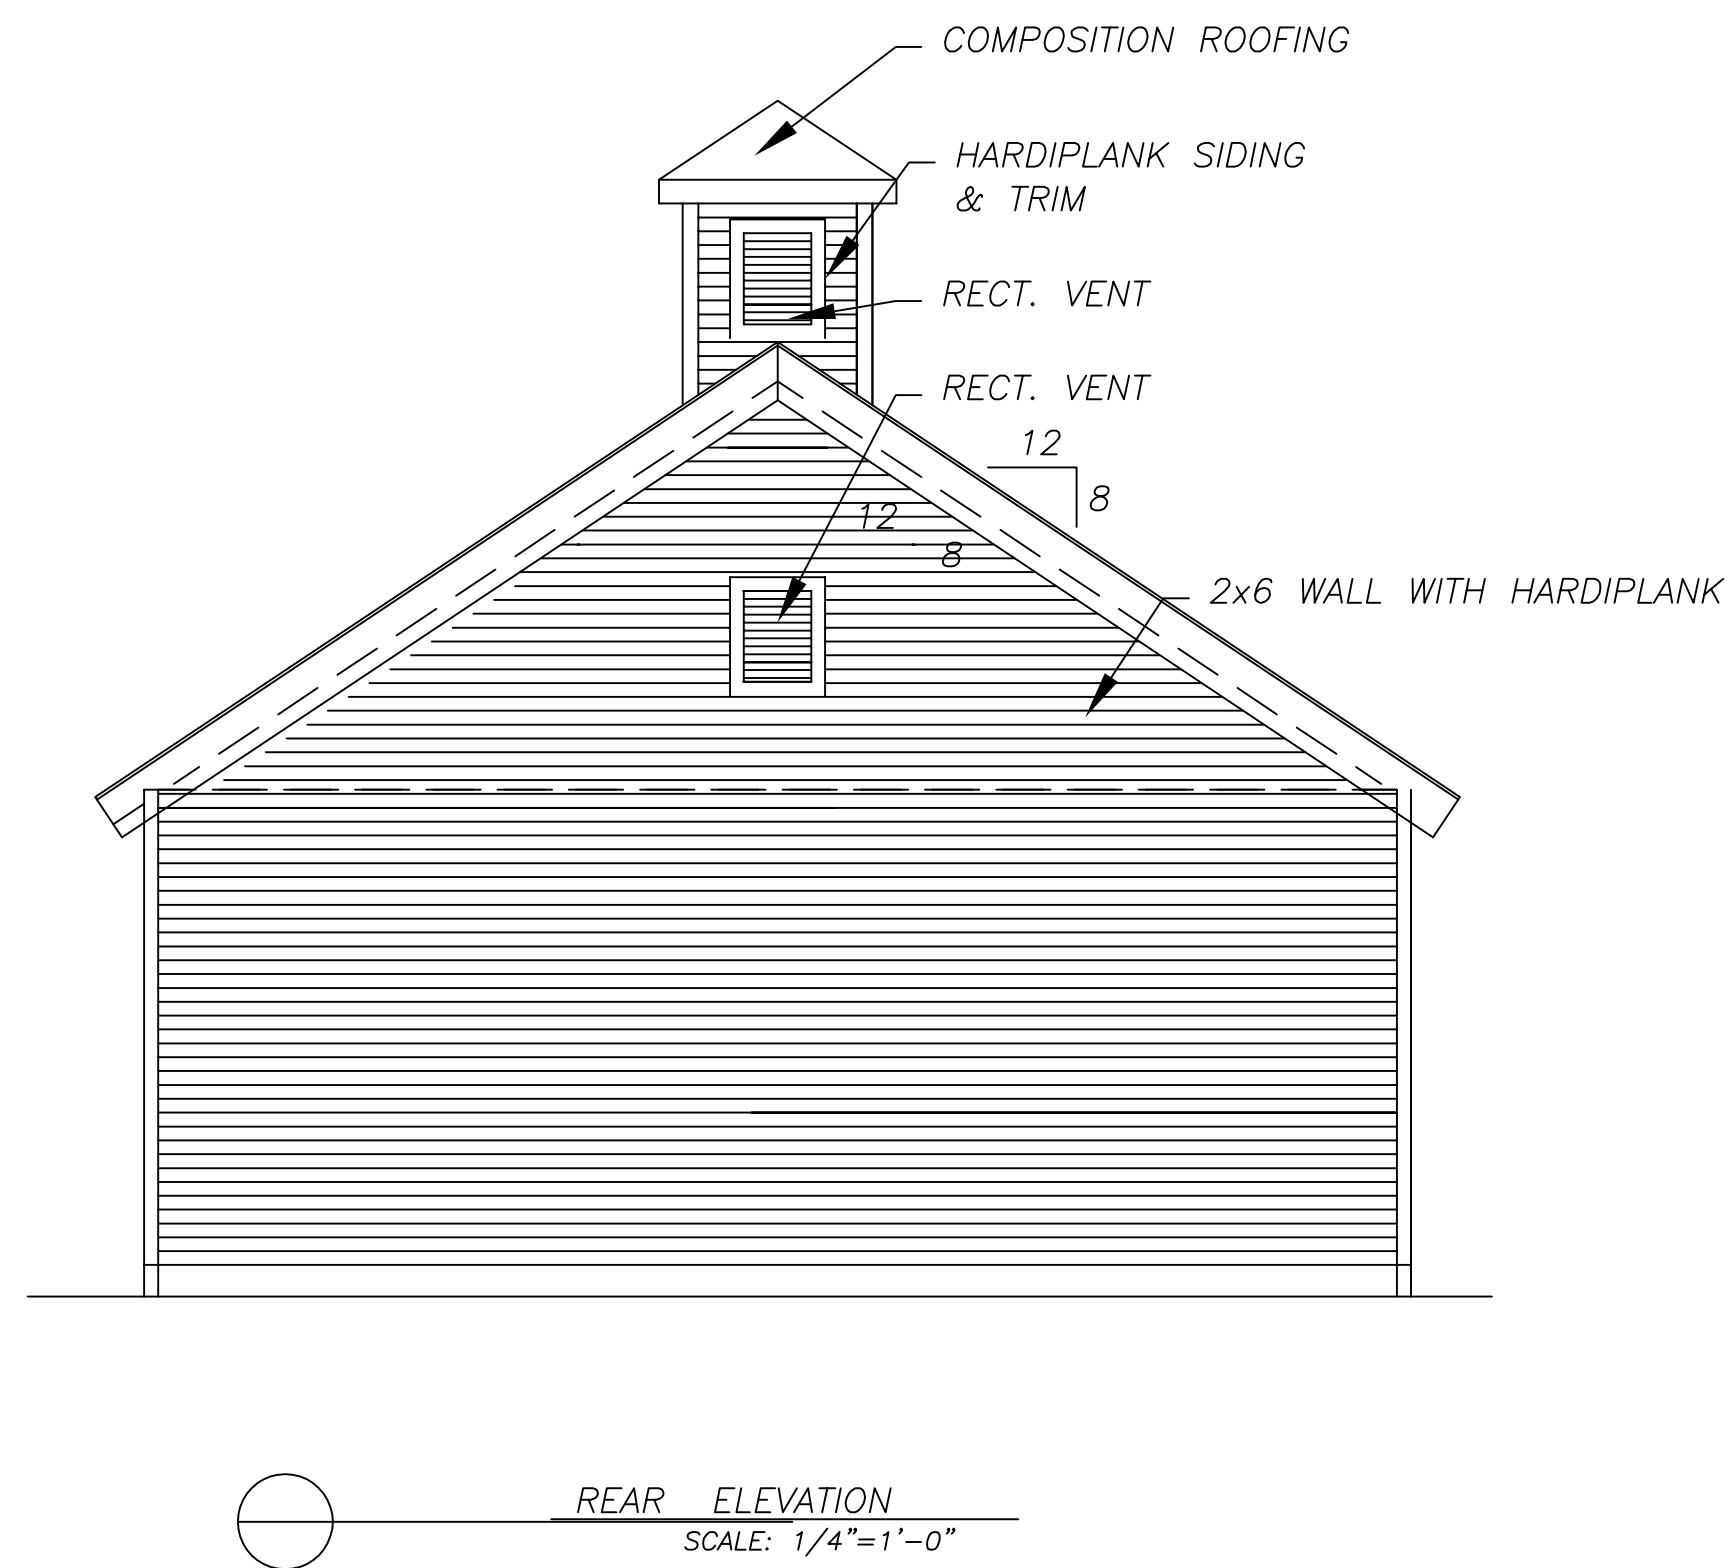 COMPOSITION ROOFING
HARDIPLANK SIDING
& TRIM
RECT. VENT
RECT. VENT
12
8
12
8
2x6 WALL WITH HARDIPLANK
REAR ELEVATION
SCALE: 1/4"=1'-0"